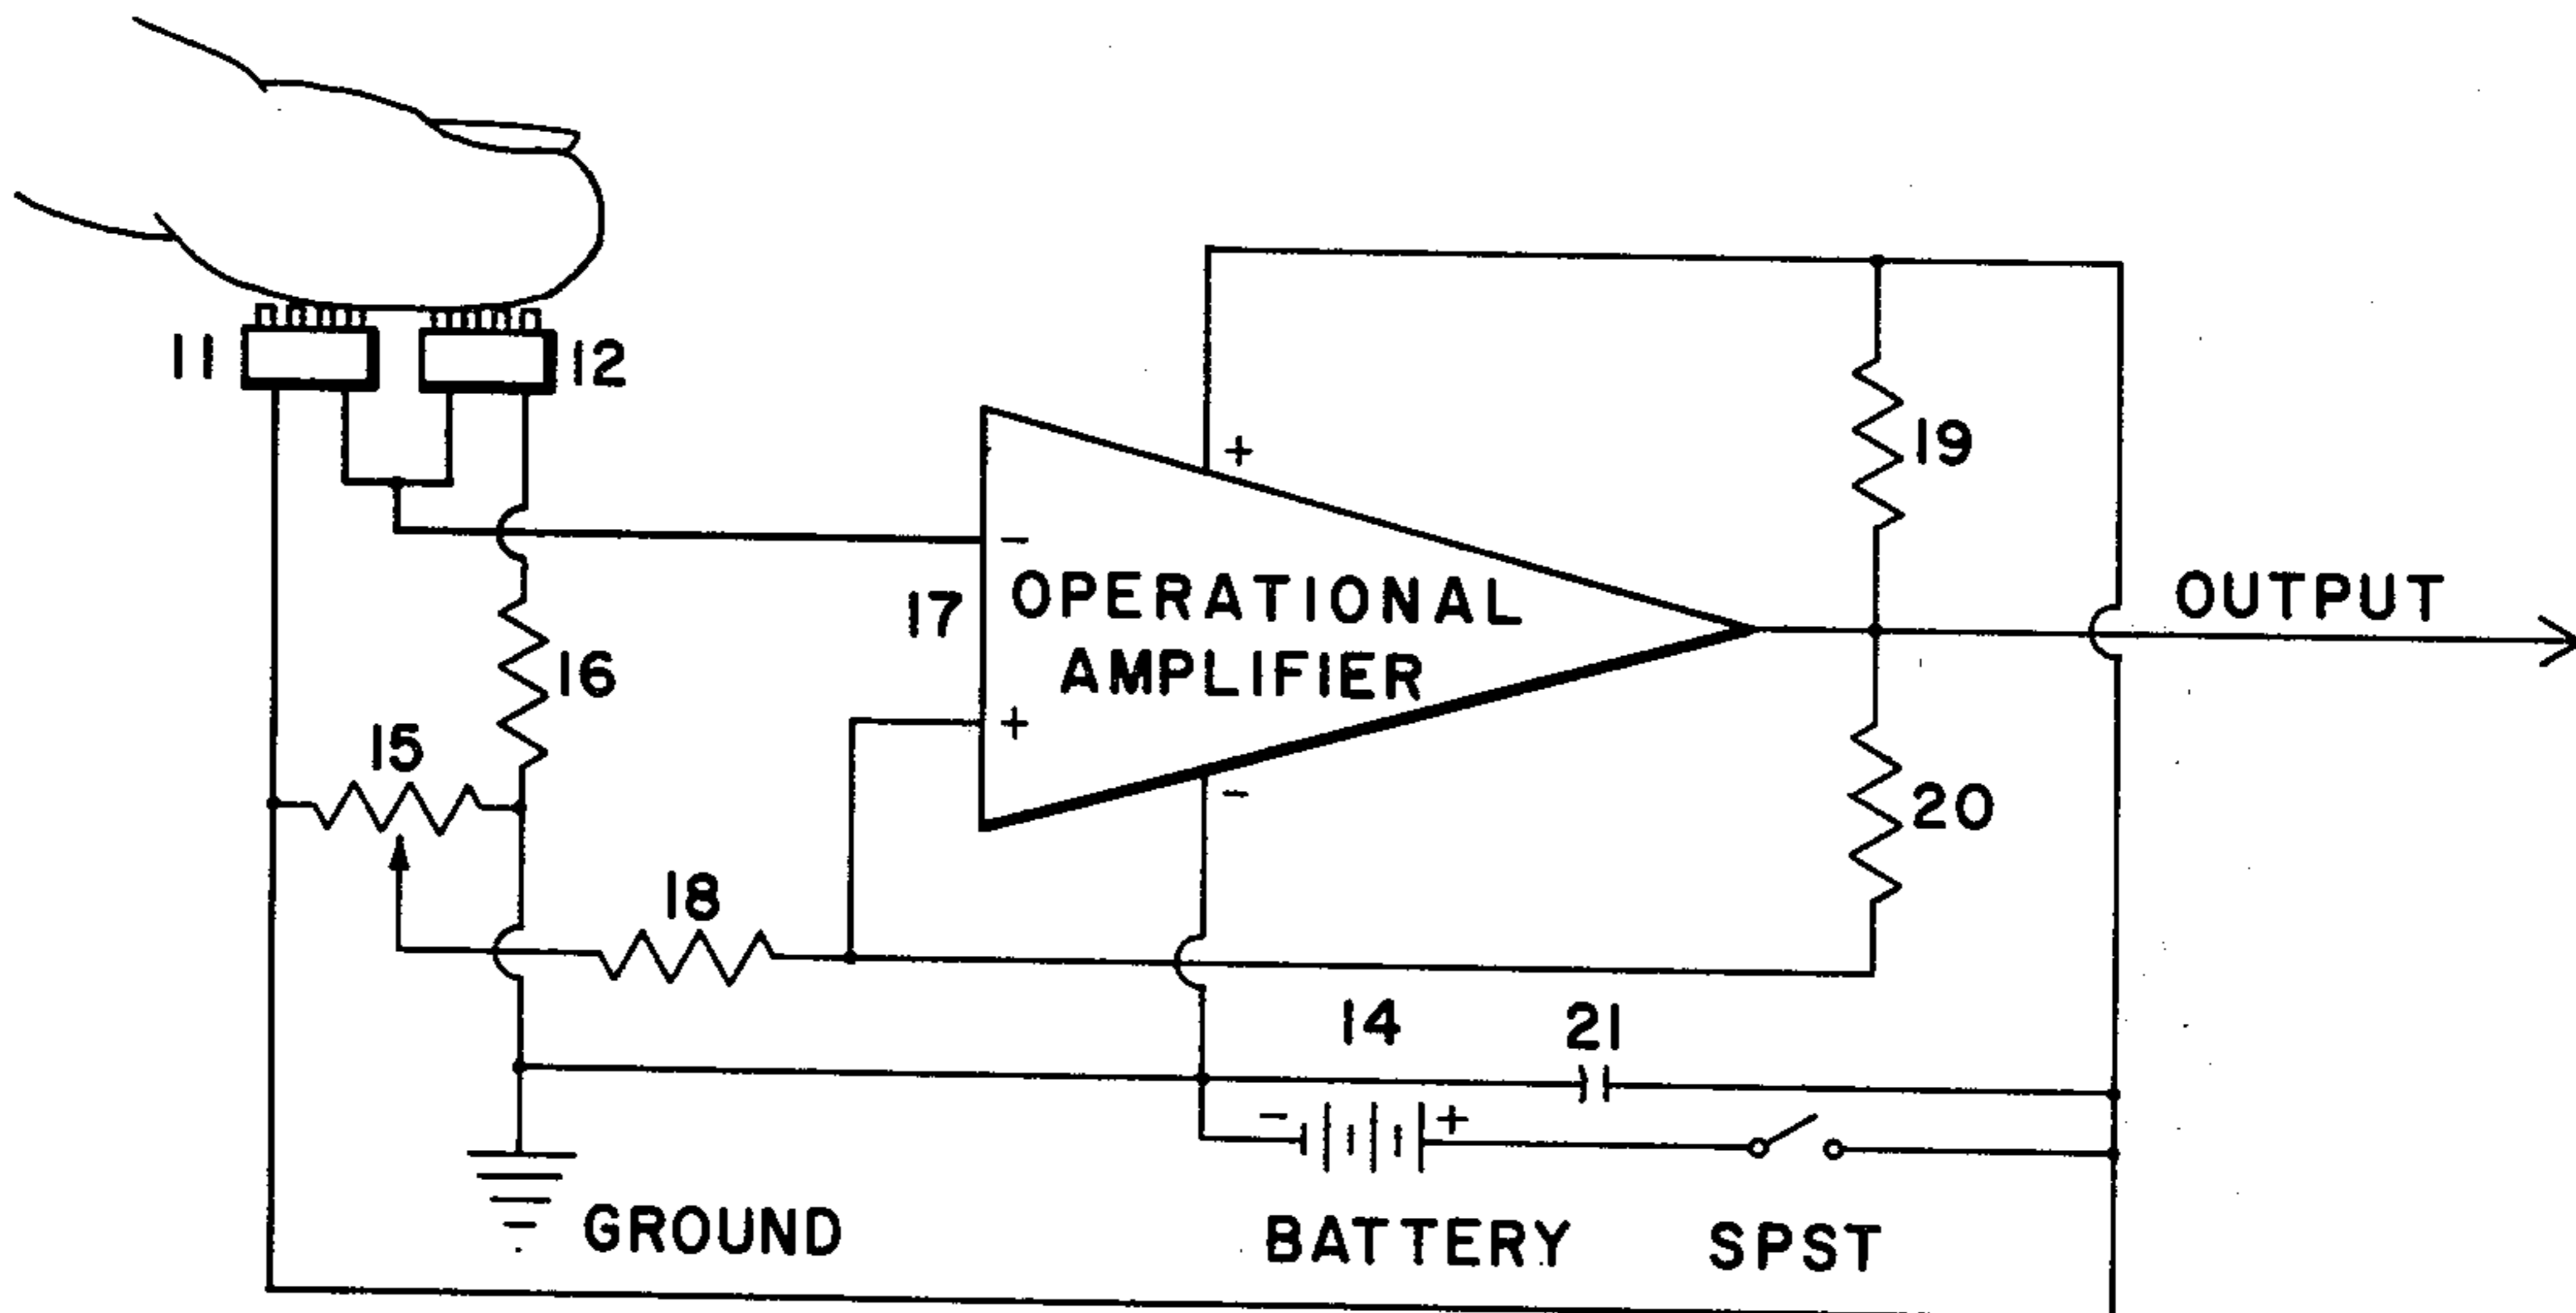 11
12
+
19
-
17
OPERATIONAL
AMPLIFIER
OUTPUT
16
+
15
-
20
18
14
21
-
+
GROUND
BATTERY
SPST